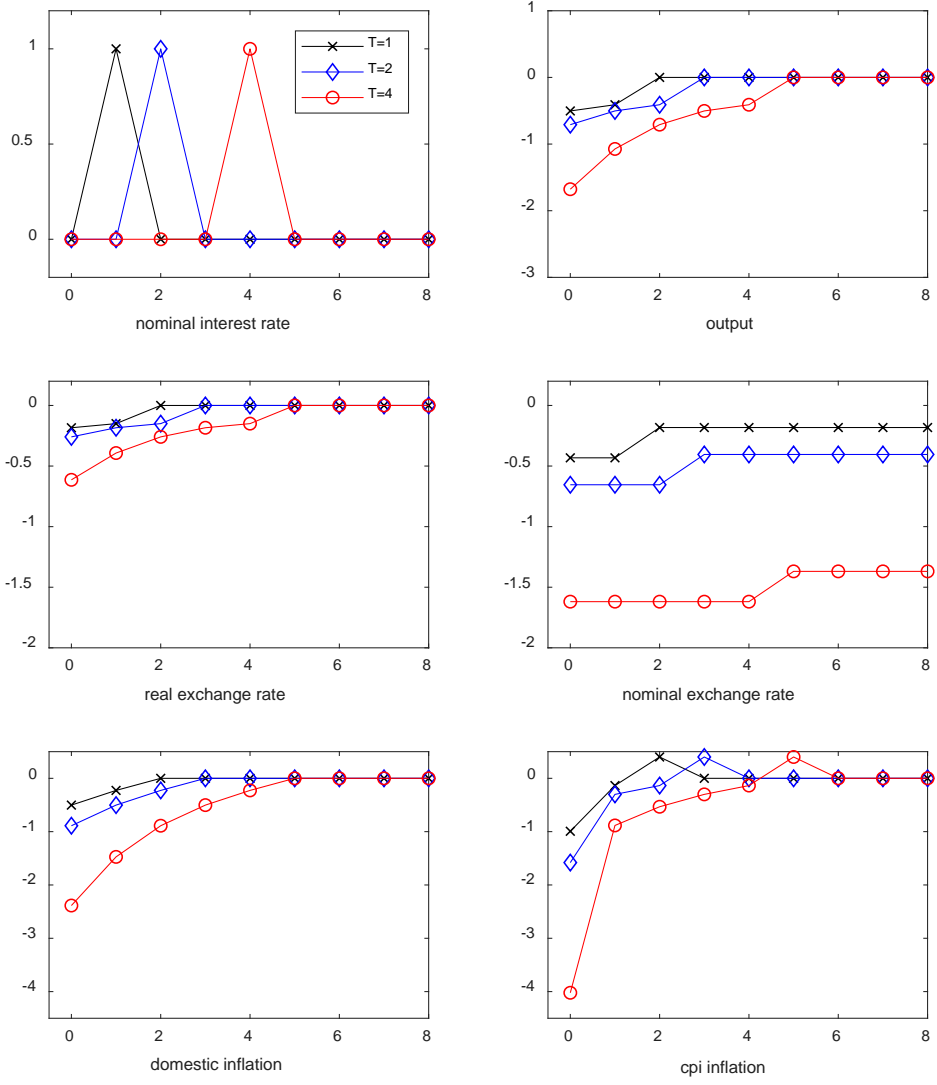 1
0.5
0
0 2 4 6 8
nominal interest rate
T=1
T=2
T=4
1
0
-1
-2
-3
0 2 4 6 8
output
0
-0.5
-1
-1.5
-2
0 2 4 6 8
real exchange rate
0
-0.5
-1
-1.5
-2
0 2 4 6 8
nominal exchange rate
0
-1
-2
-3
-4
0 2 4 6 8
domestic inflation
0
-1
-2
-3
-4
0 2 4 6 8
cpi inflation